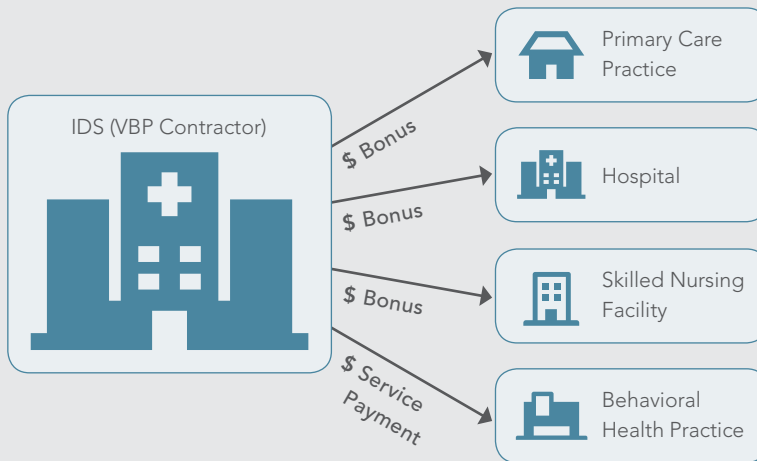 IDS (VBP Contractor)
$ Bonus
$ Bonus
$ Bonus
$ Service
Payment
Primary Care
Practice
Hospital
Skilled Nursing
Facility
Behavioral
Health Practice